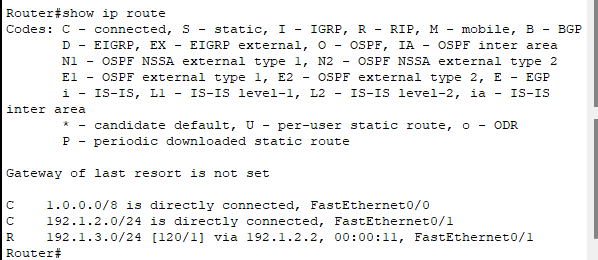 Router#show ip route
Codes: C - connected, S - static, I - IGRP, R - RIP, M - mobile, B - BGP
       D - EIGRP, EX - EIGRP external, O - OSPF, IA - OSPF inter area
       N1 - OSPF NSSA external type 1, N2 - OSPF NSSA external type 2
       E1 - OSPF external type 1, E2 - OSPF external type 2, E - EGP
       i - IS-IS, L1 - IS-IS level-1, L2 - IS-IS level-2, ia - IS-IS
inter area
       * - candidate default, U - per-user static route, o - ODR
       P - periodic downloaded static route
Gateway of last resort is not set
C    1.0.0.0/8 is directly connected, FastEthernet0/0
C    192.1.2.0/24 is directly connected, FastEthernet0/1
R    192.1.3.0/24 [120/1] via 192.1.2.2, 00:00:11, FastEthernet0/1
Router#